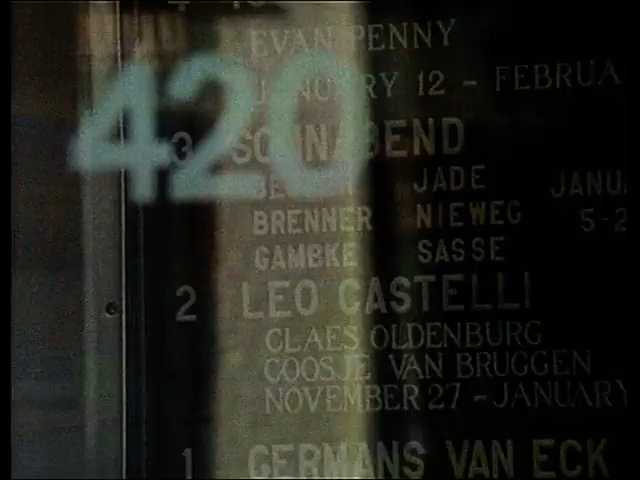 EVAN PENNY
JANUARY 12 - FEBRUA
420
3 SONNABEND
JADE JANU
BRENNER NIEWEG 5-2
GAMBKE SASSE
2 LEO CASTELLI
CLAES OLDENBURG
COOSJE VAN BRUGGEN
NOVEMBER 27 - JANUARY
1 GERMANS VAN ECK